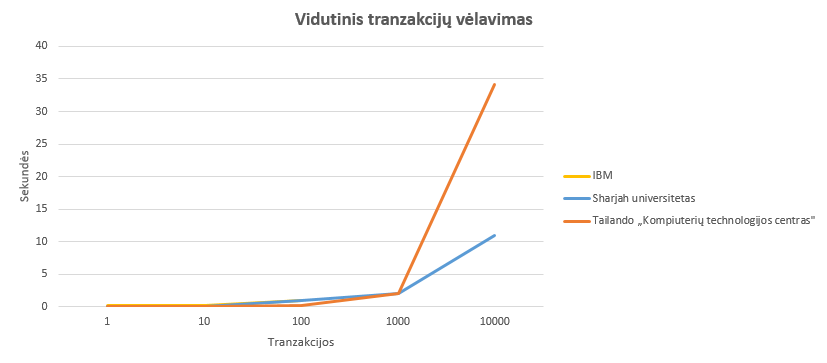 Vidutinis tranzakcijų vėlavimas
40
35
30
25
20
15
10
5
0
Sekundės
1 10 100 1000 10000
Tranzakcijos
IBM
Sharjah universitetas
Tailando „Kompiuterių technologijos centras"